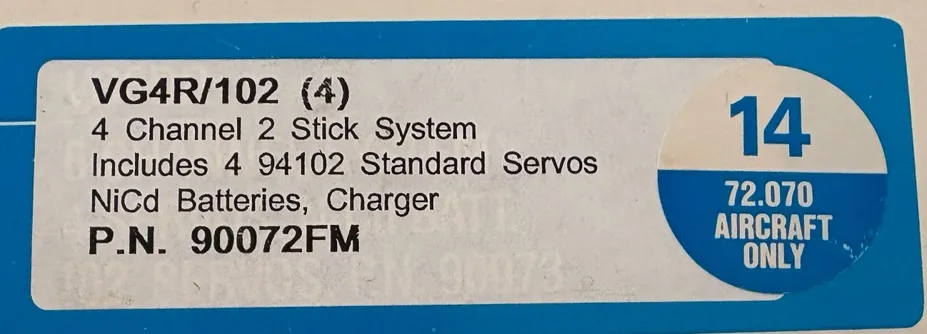 VG4R/102 (4)
4 Channel 2 Stick System
Includes 4 94102 Standard Servos
NiCd Batteries, Charger
P.N. 90072FM
14
72.070
AIRCRAFT
ONLY